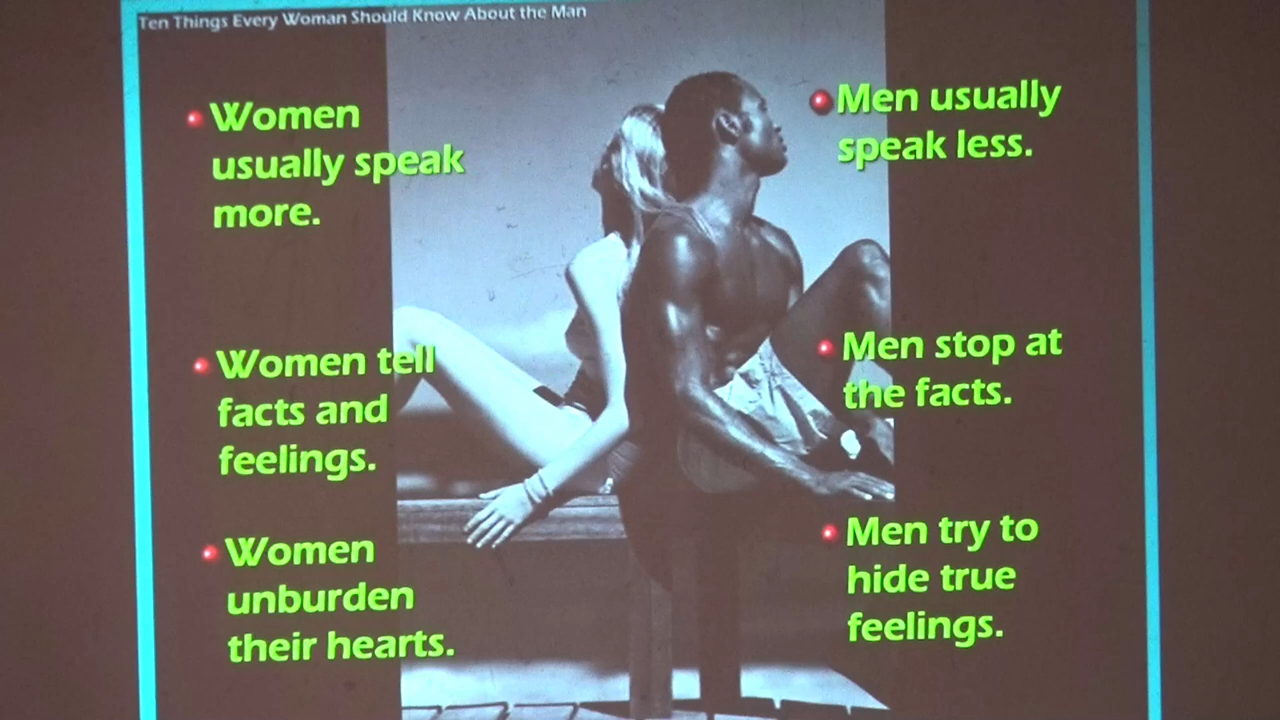 Ten Things Every Woman Should Know About the Man
Women
usually speak
more.
Women tell
facts and
feelings.
Women
unburden
their hearts.
Men usually
speak less.
Men stop at
the facts.
Men try to
hide true
feelings.